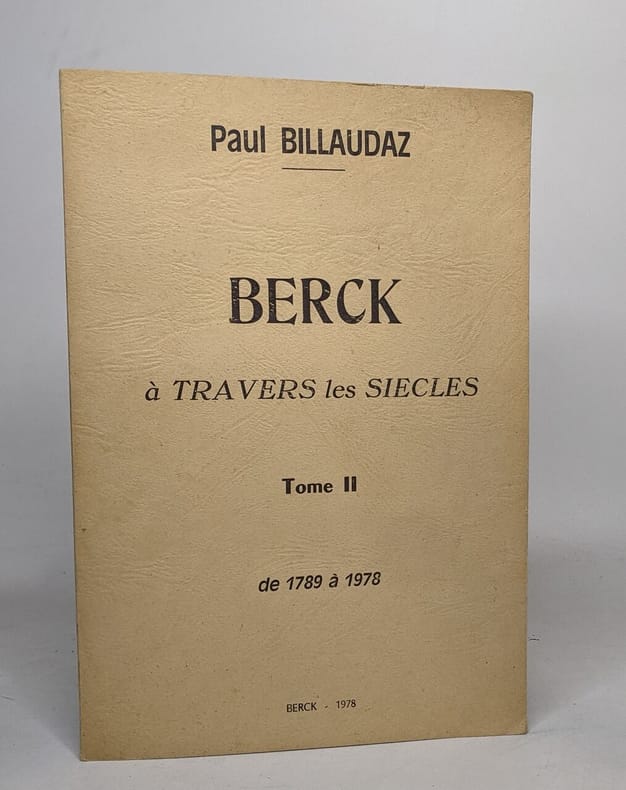 Paul BILLAUDAZ
BERCK
à TRAVERS les SIECLES
Tome II
de 1789 à 1978
BERCK - 1978